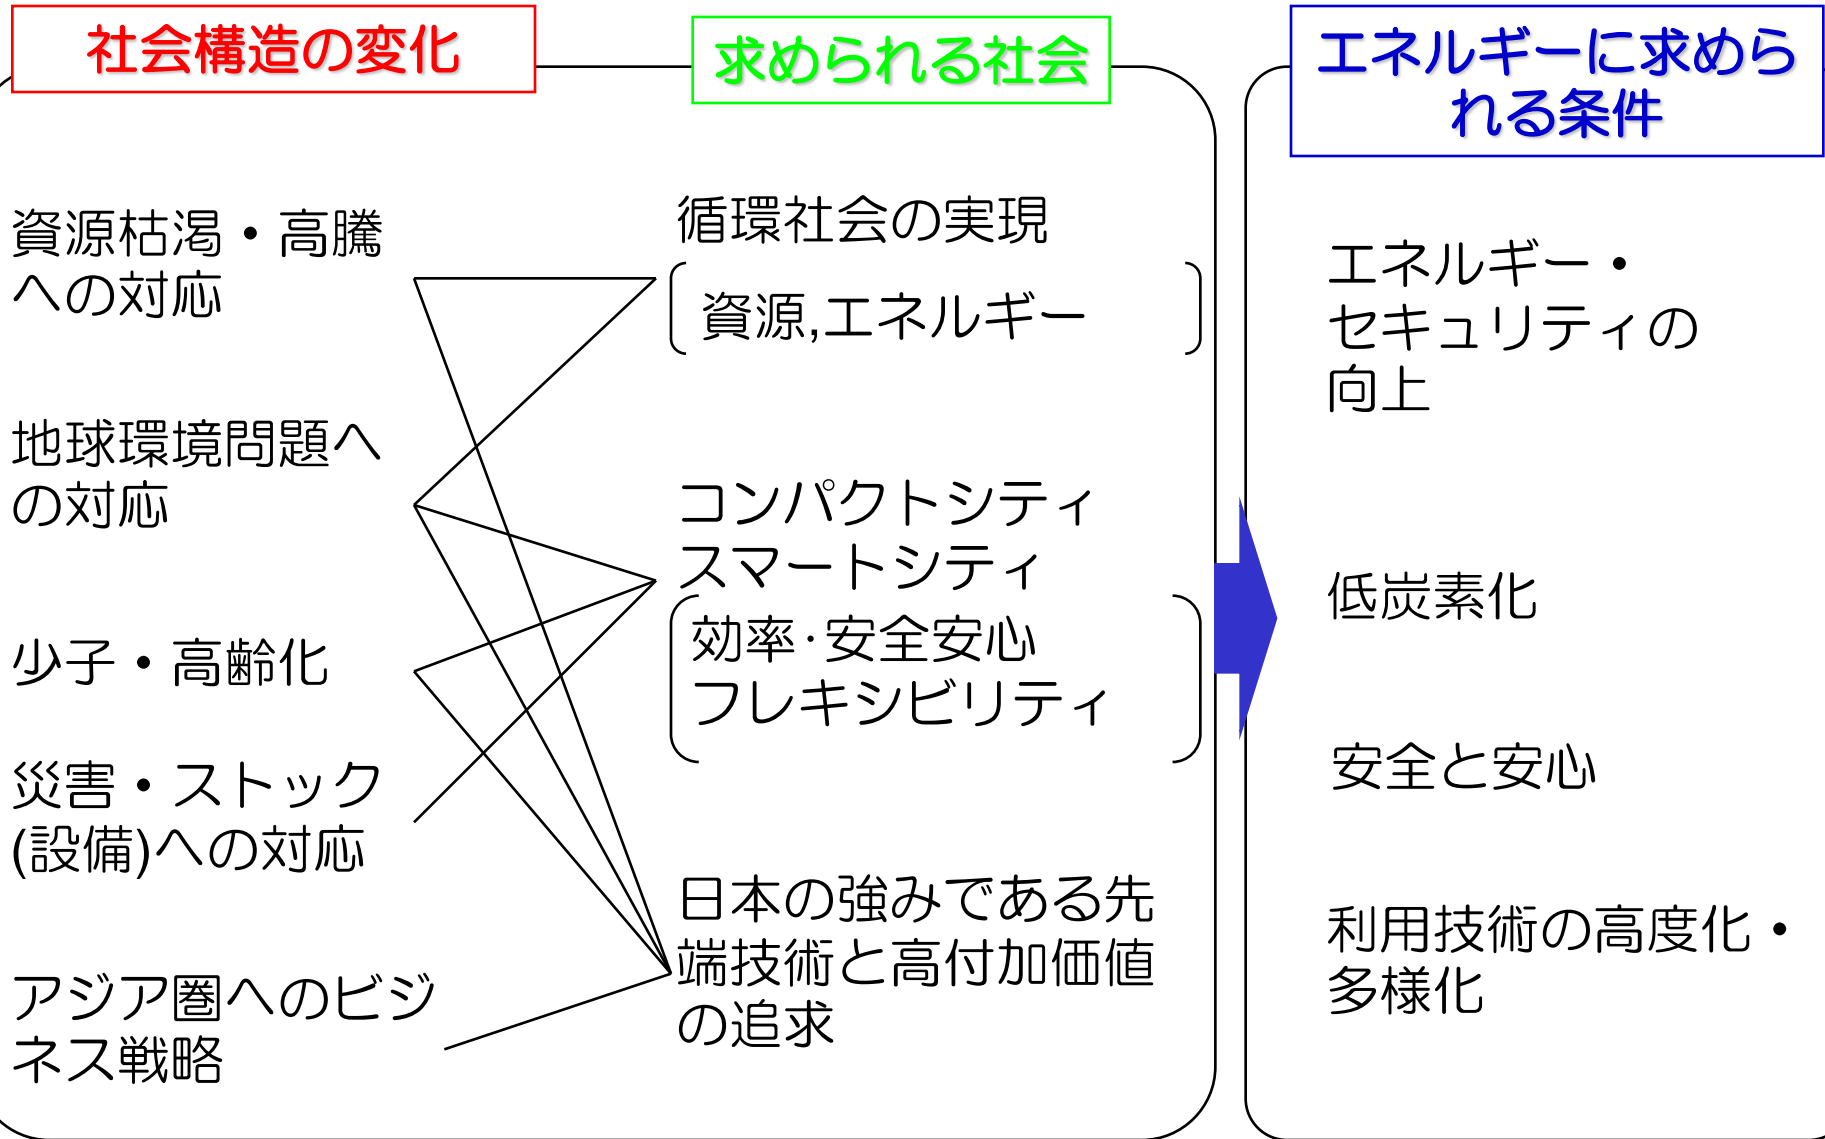 社会構造の変化
求められる社会
エネルギーに求めら
れる条件
資源枯渇・高騰
への対応
地球環境問題へ
の対応
少子・高齢化
災害・ストック
(設備)への対応
アジア圏へのビジ
ネス戦略
循環社会の実現
資源,エネルギー
コンパクトシティ
スマートシティ
効率･安全安心
フレキシビリティ
日本の強みである先
端技術と高付加価値
の追求
エネルギー・
セキュリティの
向上
低炭素化
安全と安心
利用技術の高度化・
多様化